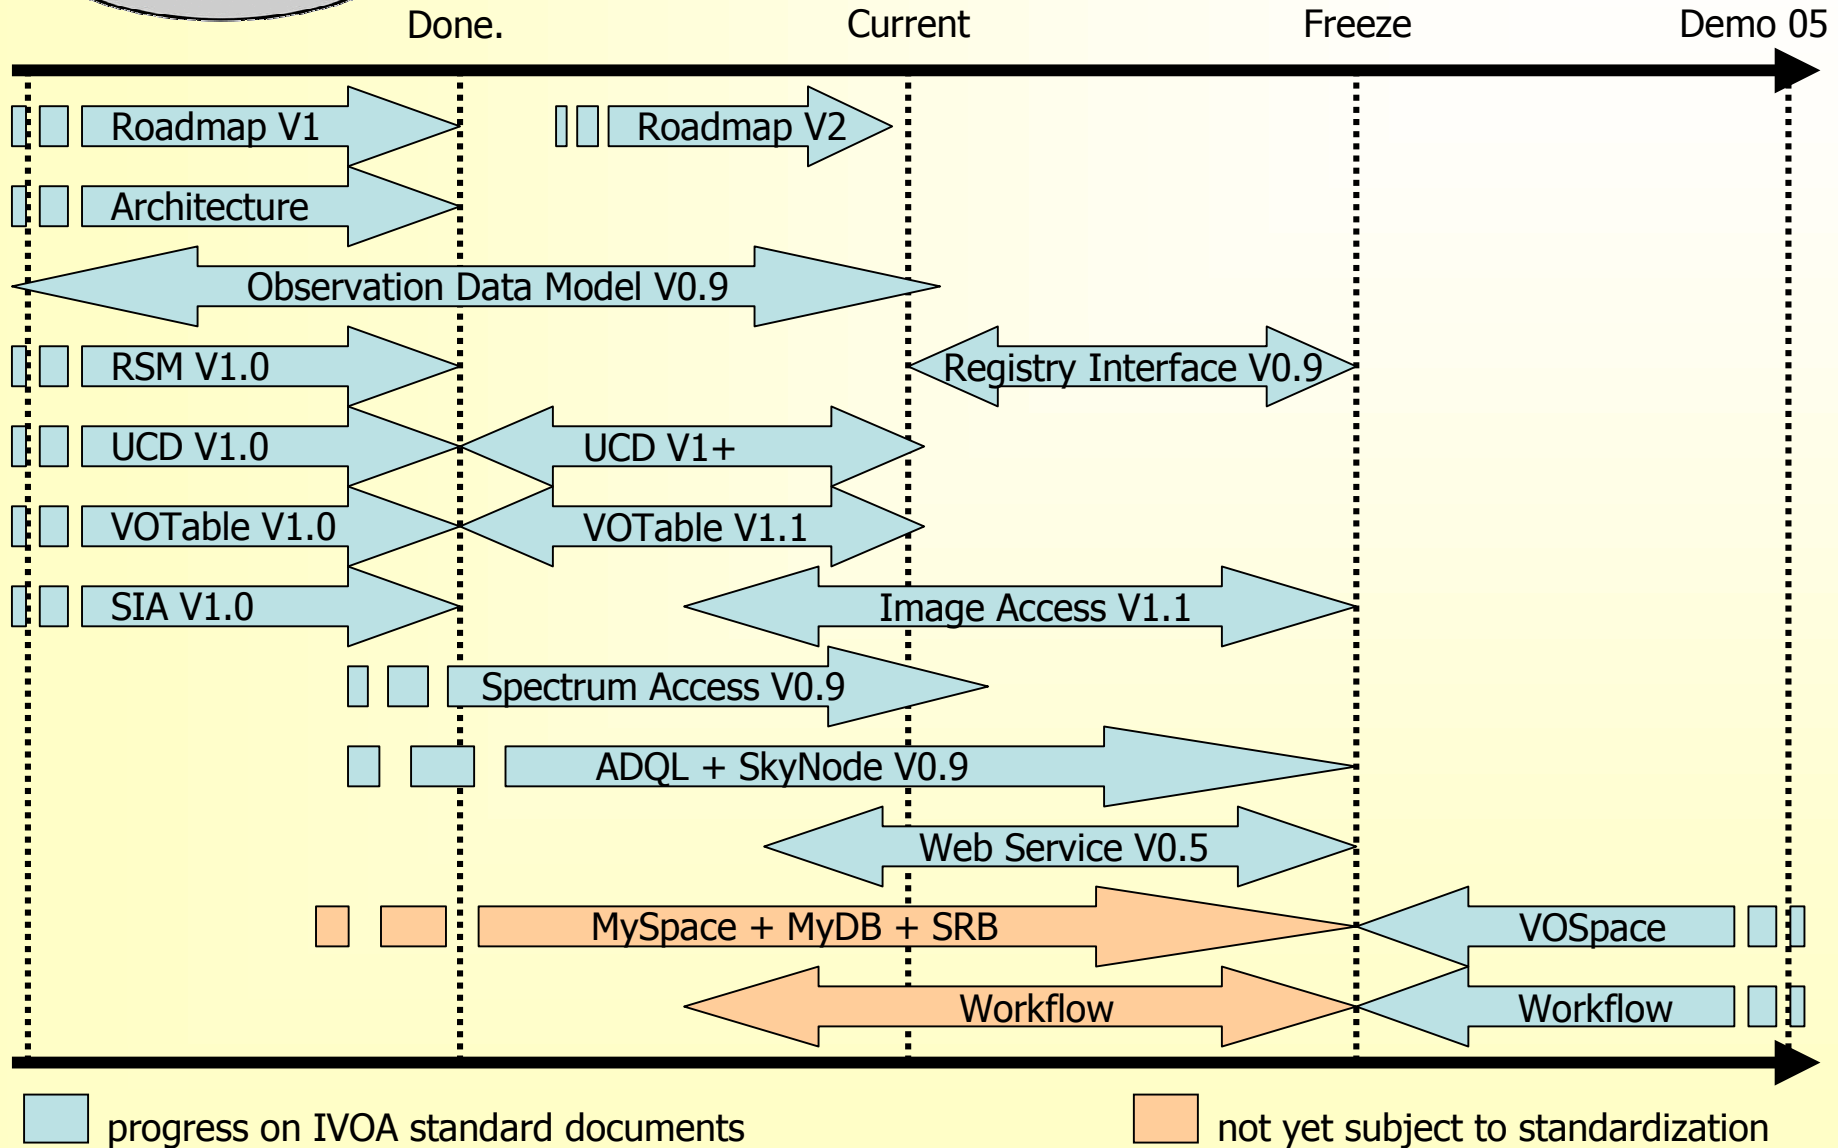 Done. Current Freeze Demo 05
Roadmap V1 Roadmap V2
Architecture
Observation Data Model V0.9
RSM V1.0 Registry Interface V0.9
UCD V1.0 UCD V1+
VOTable V1.0 VOTable V1.1
SIA V1.0 Image Access V1.1
Spectrum Access V0.9
ADQL + SkyNode V0.9
Web Service V0.5
MySpace + MyDB + SRB VOSpace
Workflow Workflow
progress on IVOA standard documents not yet subject to standardization